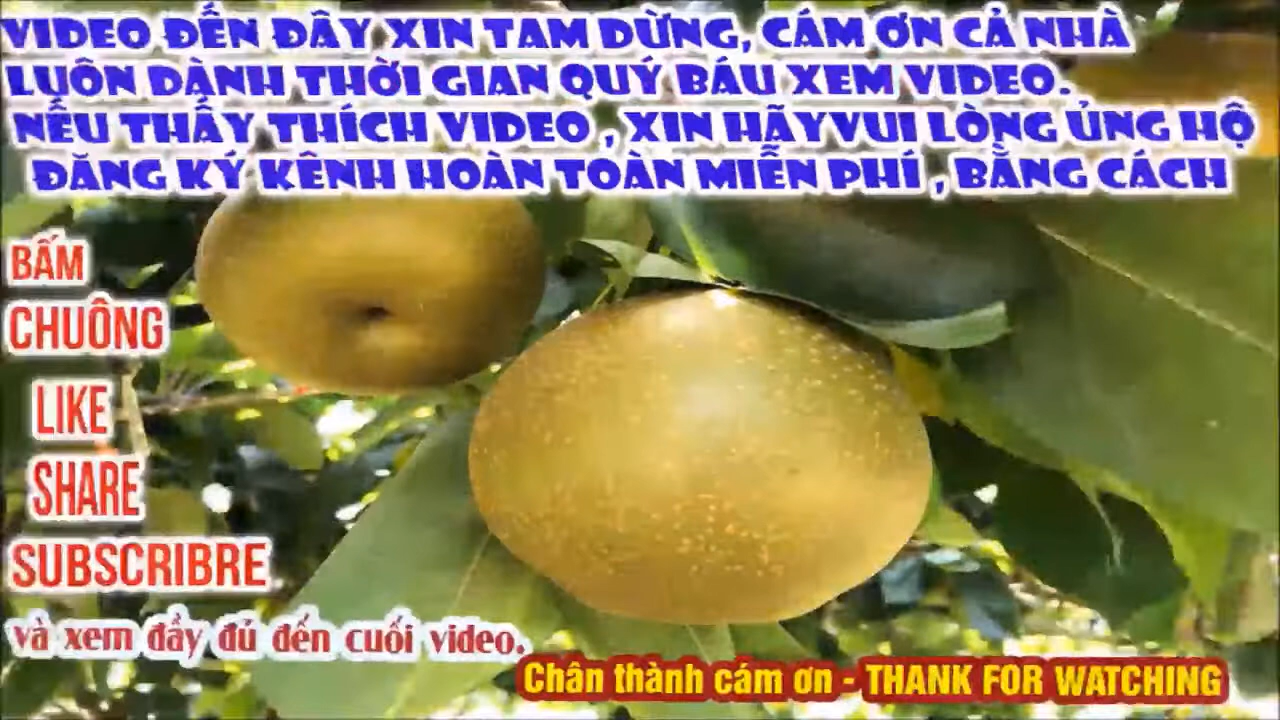 VIDEO ĐẾN ĐÂY XIN TAM DỪNG, CÁM ƠN CẢ NHÀ
LUÔN DÀNH THỜI GIAN QUÝ BÁU XEM VIDEO.
NẾU THẤY THÍCH VIDEO , XIN HÃYVUI LÒNG ỦNG HỘ
ĐĂNG KÝ KÊNH HOÀN TOÀN MIỄN PHÍ , BẰNG CÁCH
BẤM
CHUÔNG
LIKE
SHARE
SUBSCRIBRE
và xem đầy đủ đến cuối video.
Chân thành cám ơn - THANK FOR WATCHING